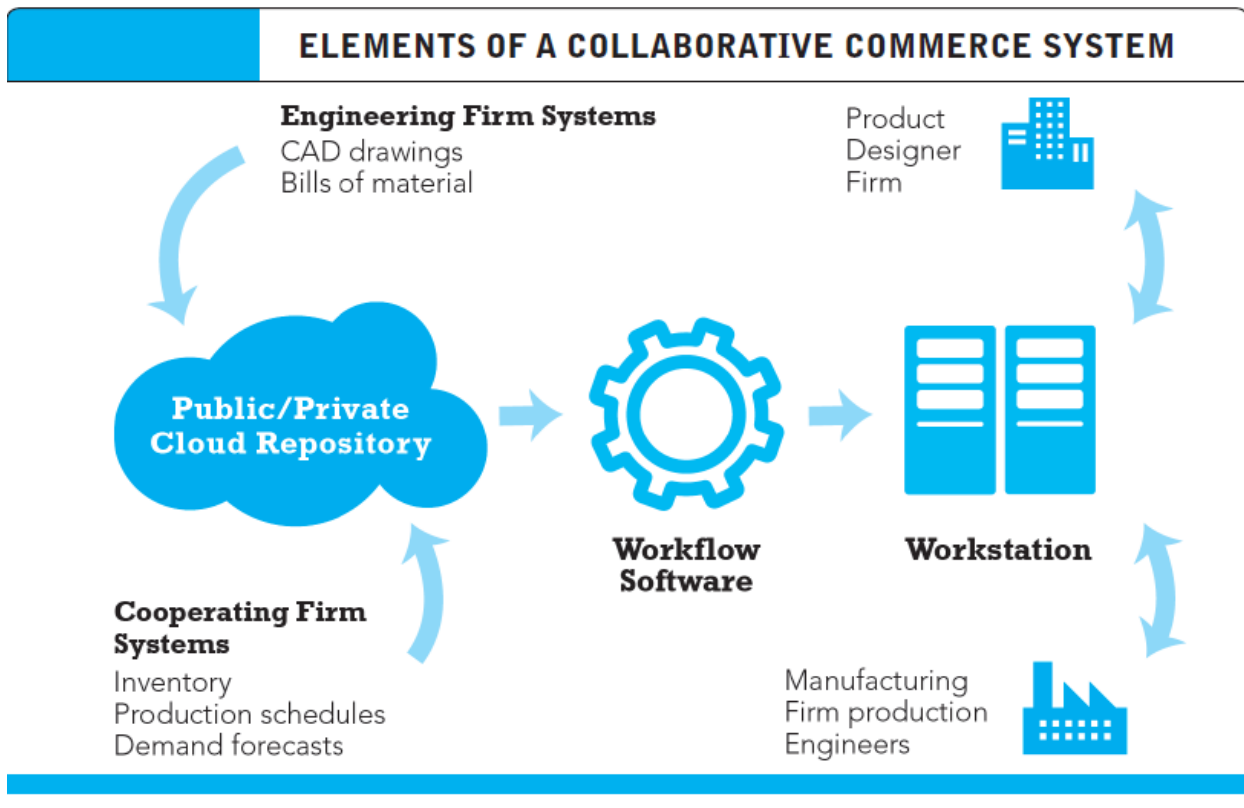 ELEMENTS OF A COLLABORATIVE COMMERCE SYSTEM
Engineering Firm Systems
CAD drawings
Bills of material
Product
Designer
Firm
Public/Private
Cloud Repository
Workflow
Software
Workstation
Cooperating Firm
Systems
Inventory
Production schedules
Demand forecasts
Manufacturing
Firm production
Engineers